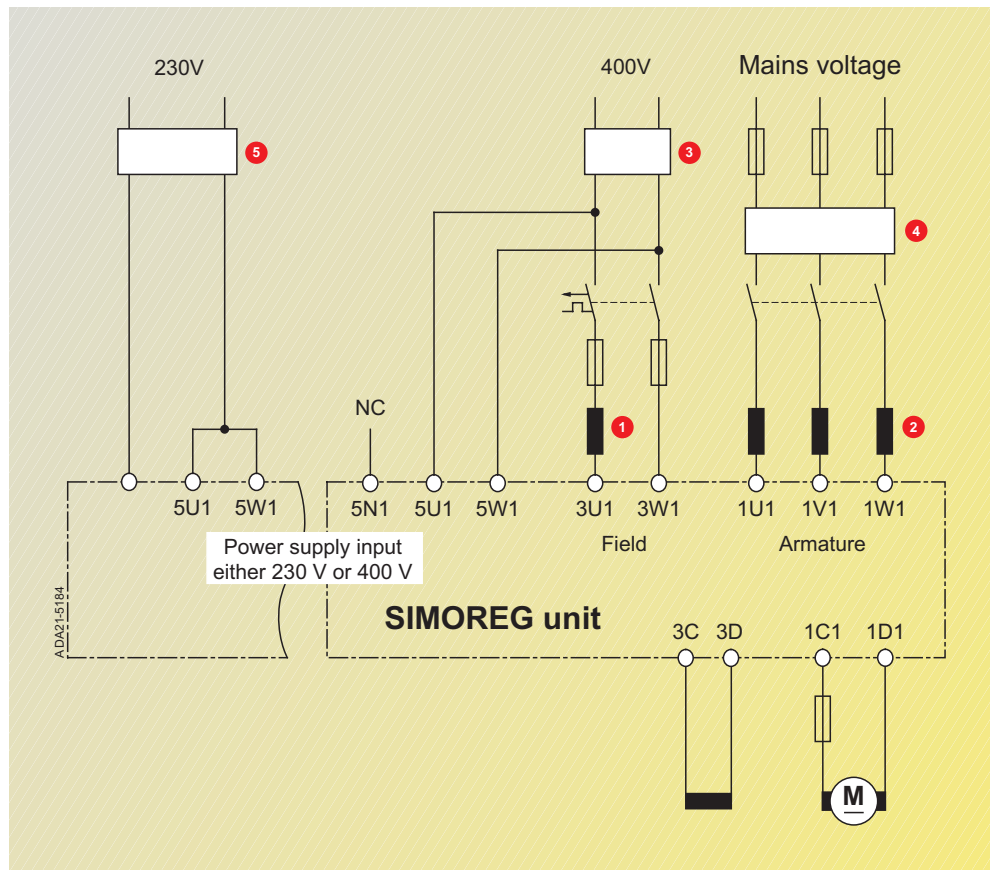 230V
400V
Mains voltage
5
3
4
NC
1
2
5U1 5W1
5N1 5U1 5W1 3U1 3W1 1U1 1V1 1W1
Field
Armature
Power supply input
either 230 V or 400 V
SIMOREG unit
ADA21-5184
3C 3D 1C1 1D1
M